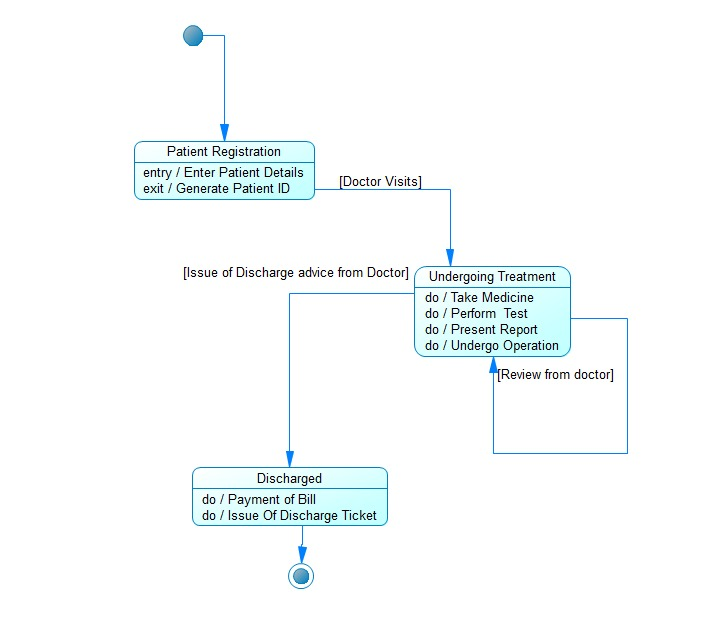 Patient Registration
entry / Enter Patient Details
exit / Generate Patient ID
[Doctor Visits]
[Issue of Discharge advice from Doctor]
Undergoing Treatment
do / Take Medicine
do / Perform  Test
do / Present Report
do / Undergo Operation
[Review from doctor]
Discharged
do / Payment of Bill
do / Issue Of Discharge Ticket